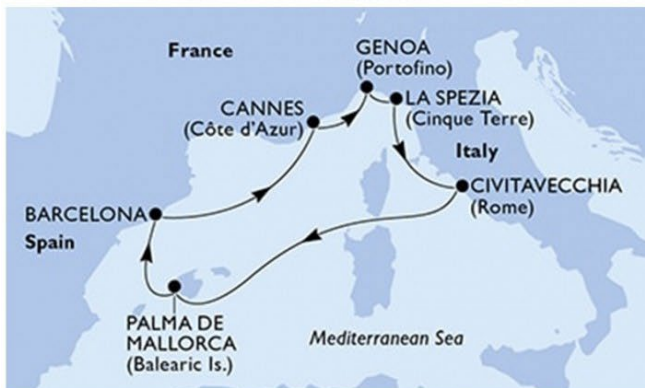 France
GENOA
(Portofino)
CANNES
(Côte d'Azur)
LA SPEZIA
(Cinque Terre)
Italy
CIVITAVECCHIA
(Rome)
BARCELONA
Spain
PALMA DE
MALLORCA
(Balearic Is.)
Mediterranean Sea